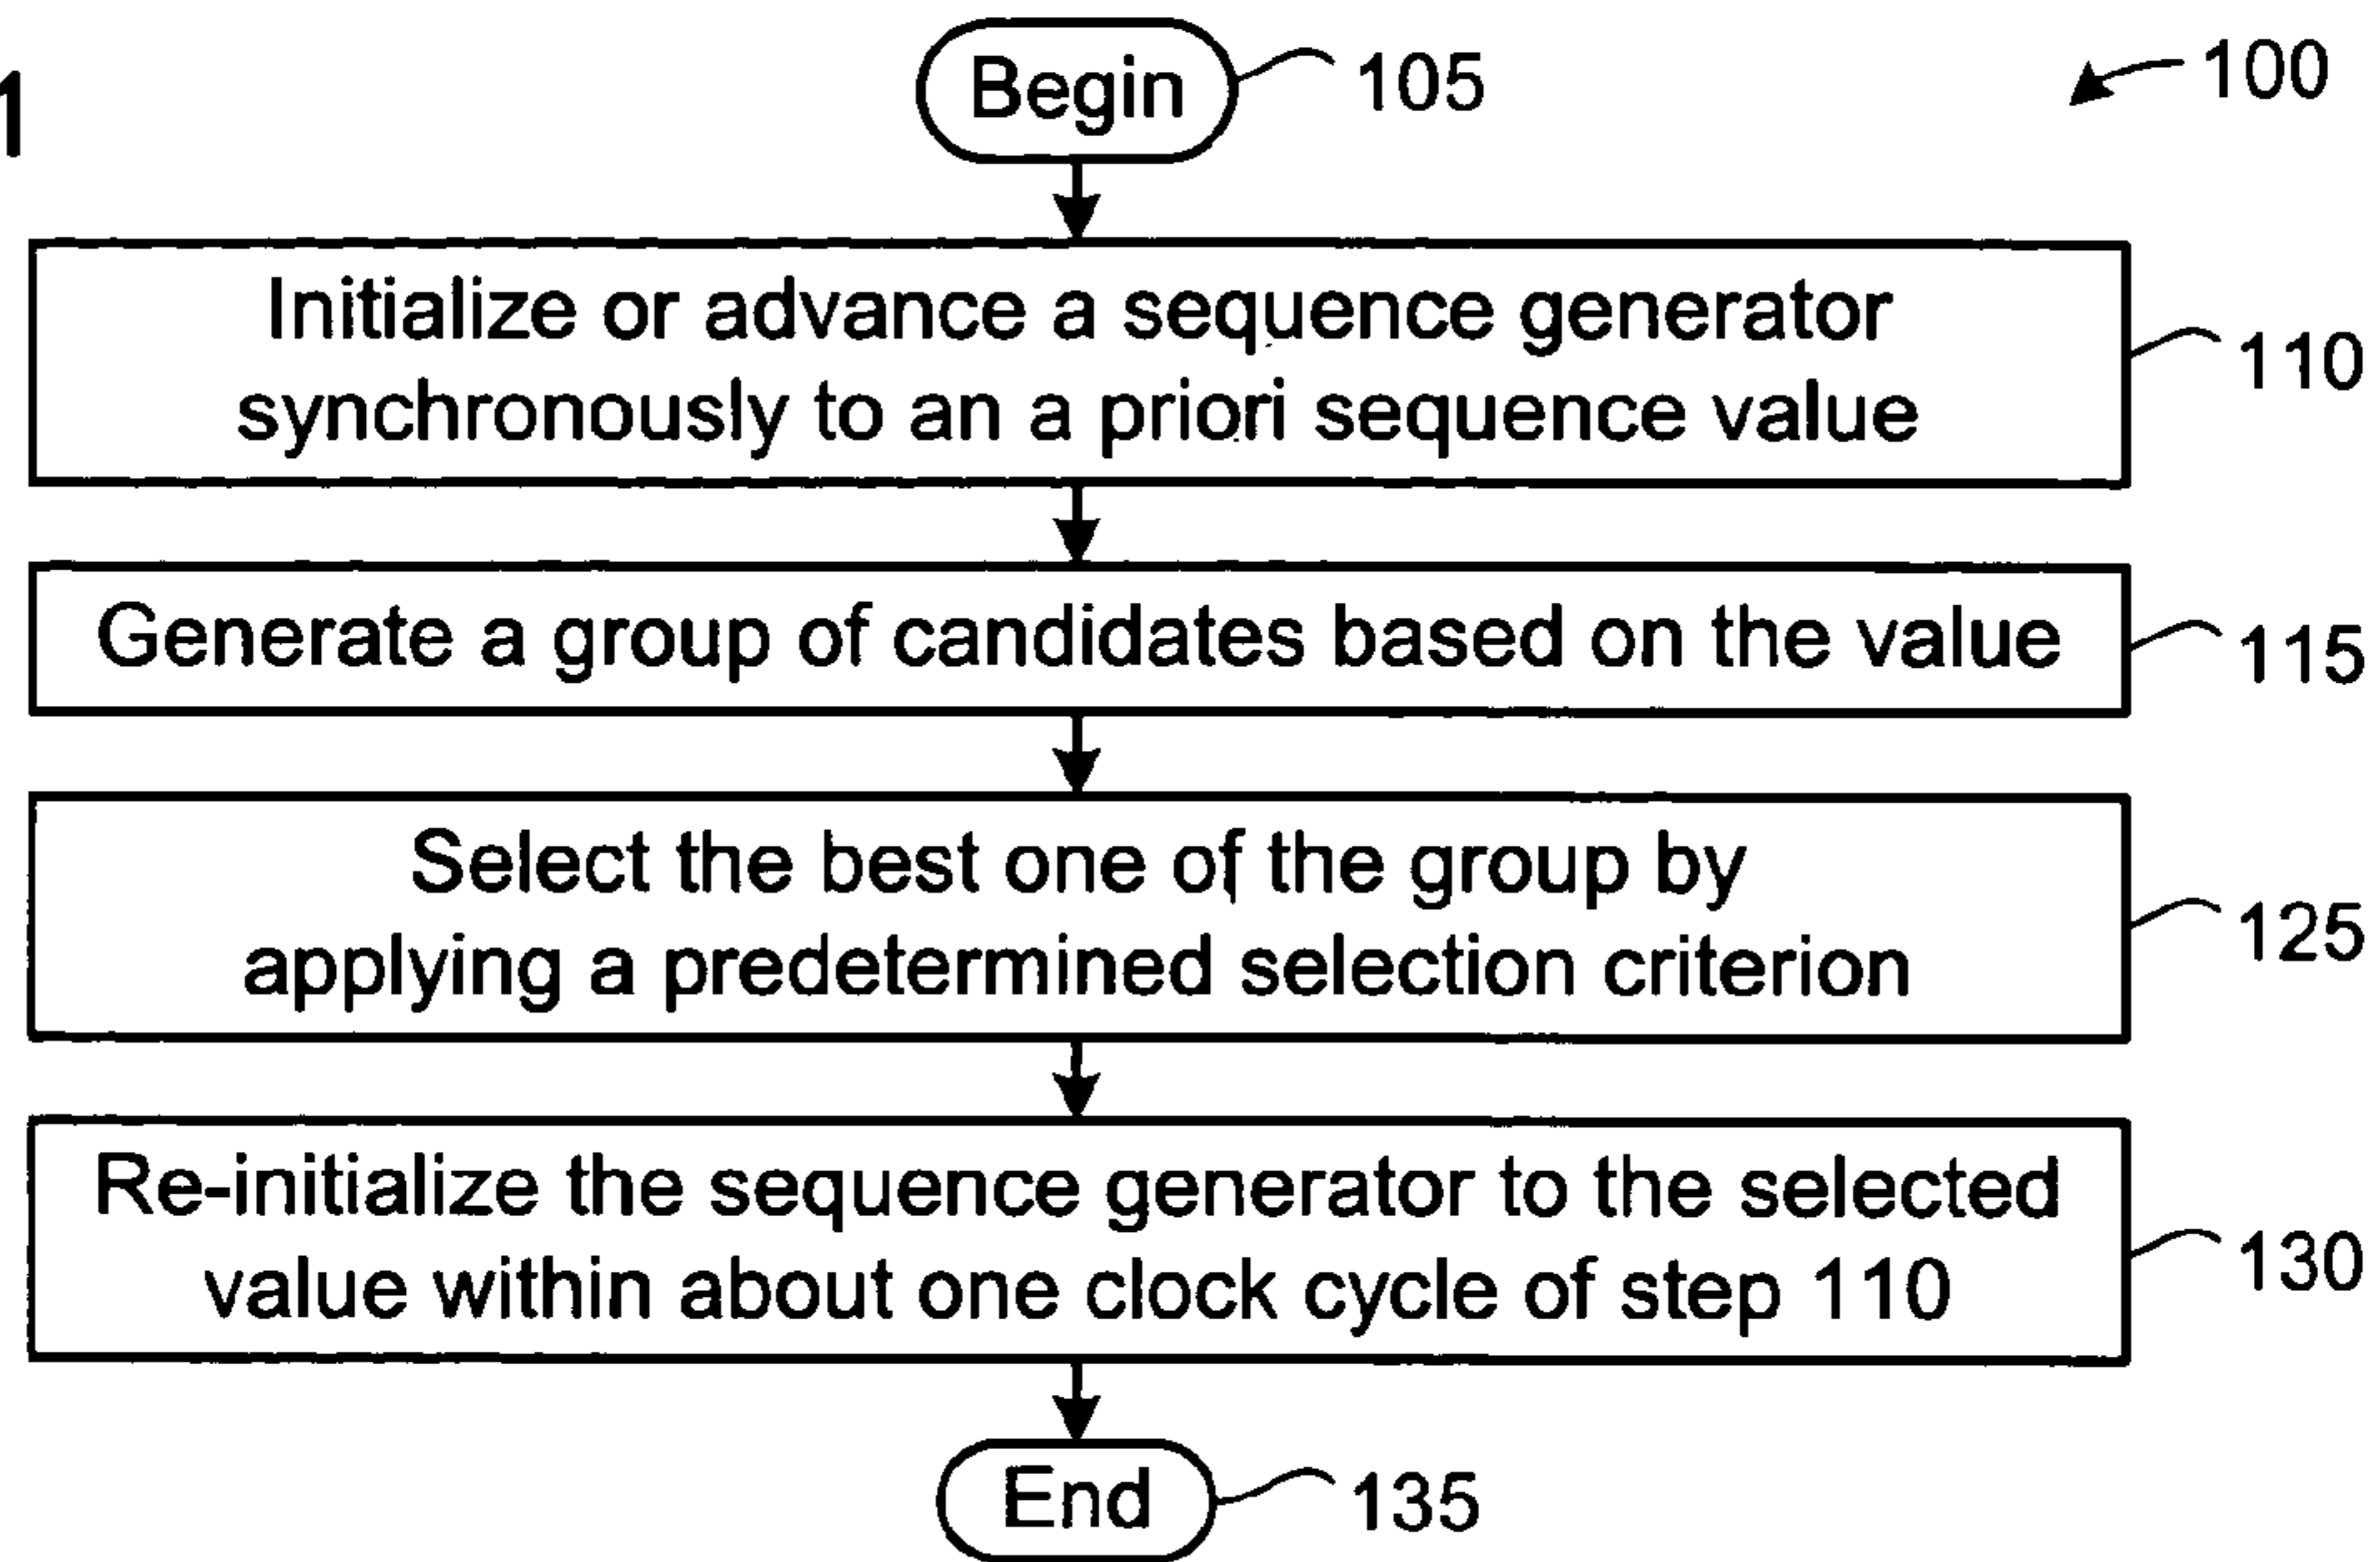 1
Begin
105
100
Initialize or advance a sequence generator
synchronously to an a priori sequence value
110
Generate a group of candidates based on the value
115
Select the best one of the group by
applying a predetermined selection criterion
125
Re-initialize the sequence generator to the selected
value within about one clock cycle of step 110
130
End
135